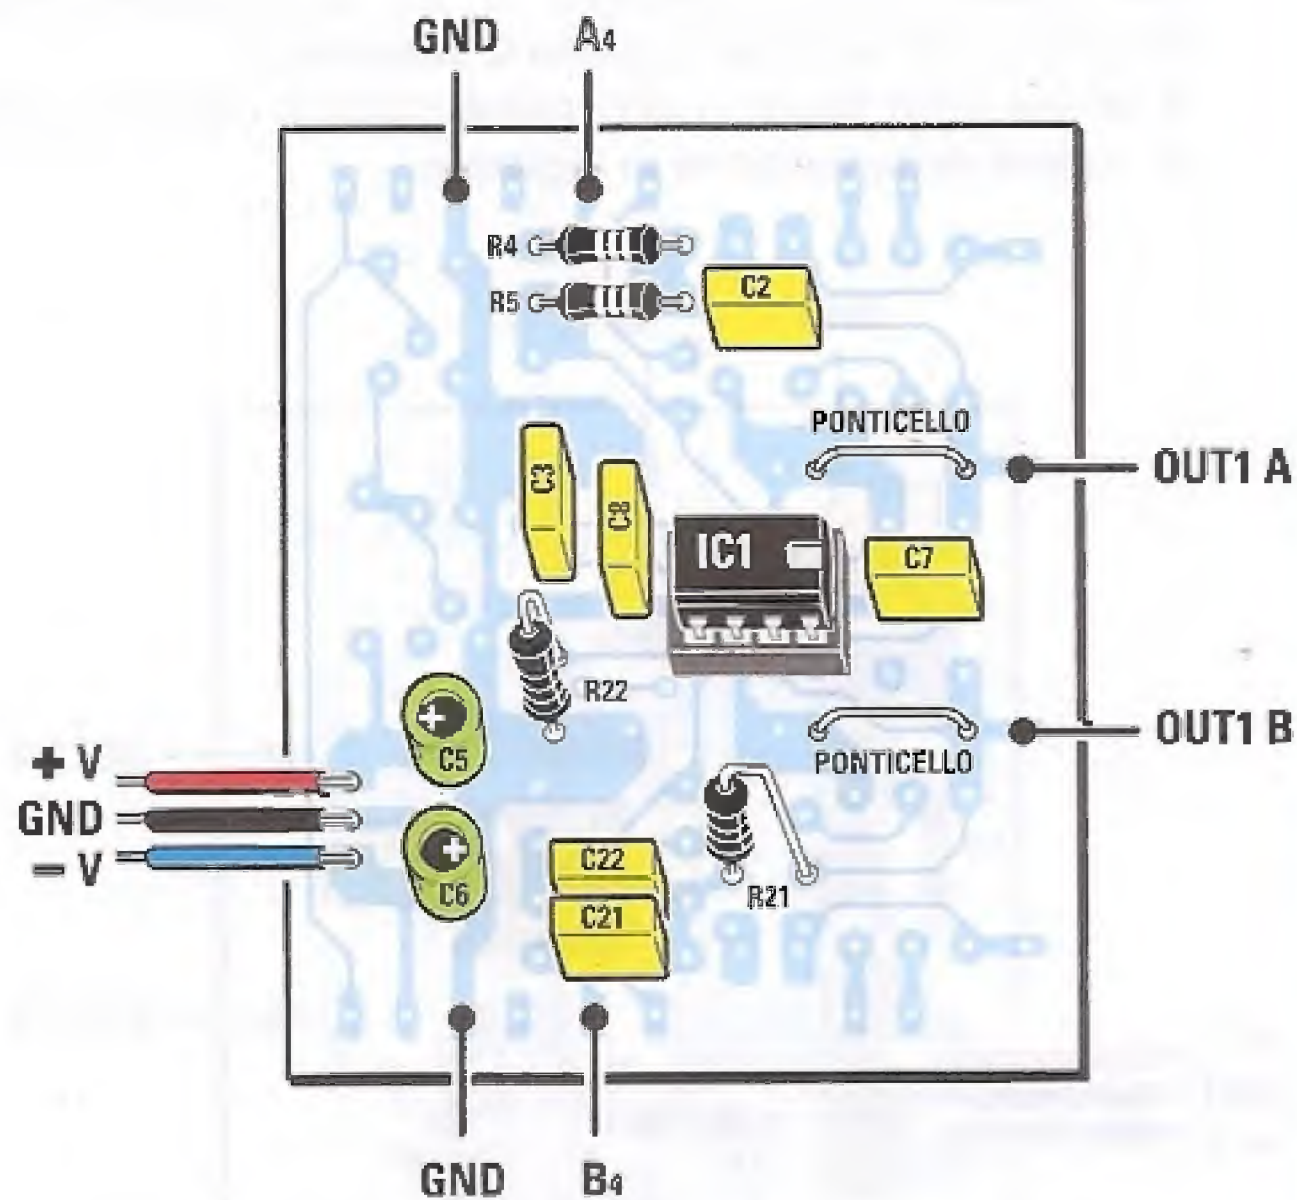 GND A4
R4
R5
C2
PONTICELLO
OUT1 A
C3
C8
IC1
C7
R22
C5
OUT1 B
PONTICELLO
+ V
GND
- V
C6
C22
C21
R21
GND B4